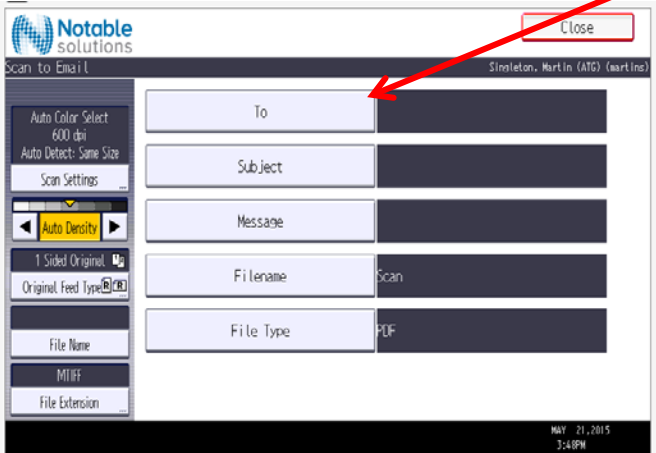 Notable
solutions
Close
Scan to Email
Singleton, Martin (ATG) (martins)
Auto Color Select
600 dpi
Auto Detect: Same Size
Scan Settings
Auto Density
1 Sided Original
Original Feed Type
File Name
MTIFF
File Extension
To
Subject
Message
Filename
Scan
File Type
PDF
MAY 21,2015
3:48PM